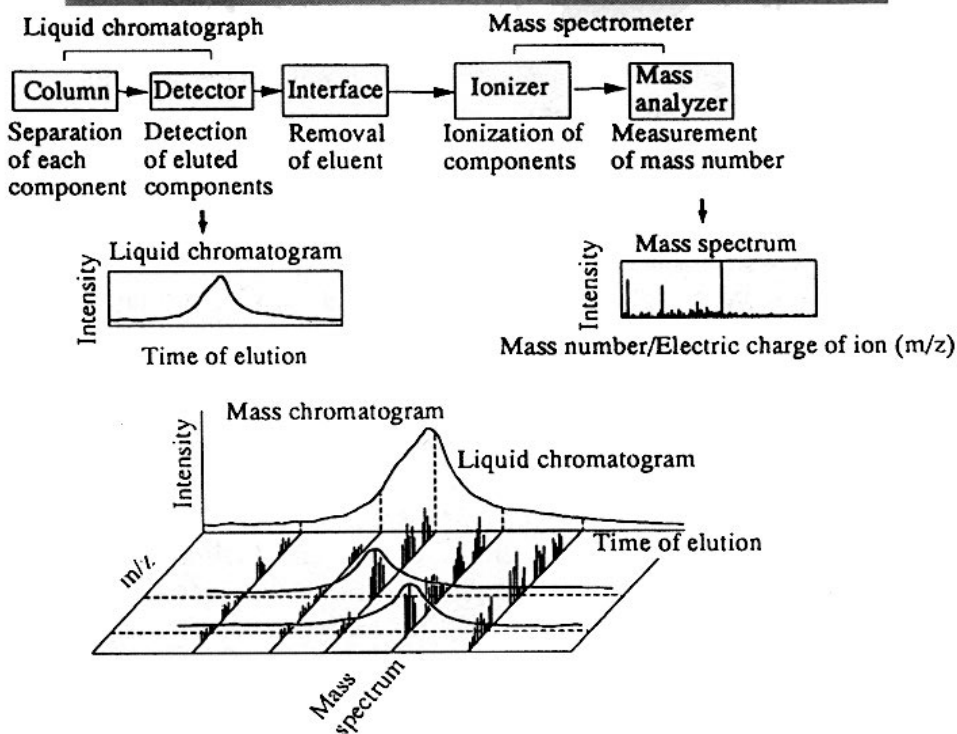 Liquid chromatograph
Mass spectrometer
Column
Detector
Interface
Ionizer
Mass
analyzer
Separation
of each
component
Detection
of eluted
components
Removal
of eluent
Ionization of
components
Measurement
of mass number
Liquid chromatogram
Intensity
Time of elution
Mass spectrum
Intensity
Mass number/Electric charge of ion (m/z)
Mass chromatogram
Intensity
Liquid chromatogram
Time of elution
m/z
Mass
spectrum